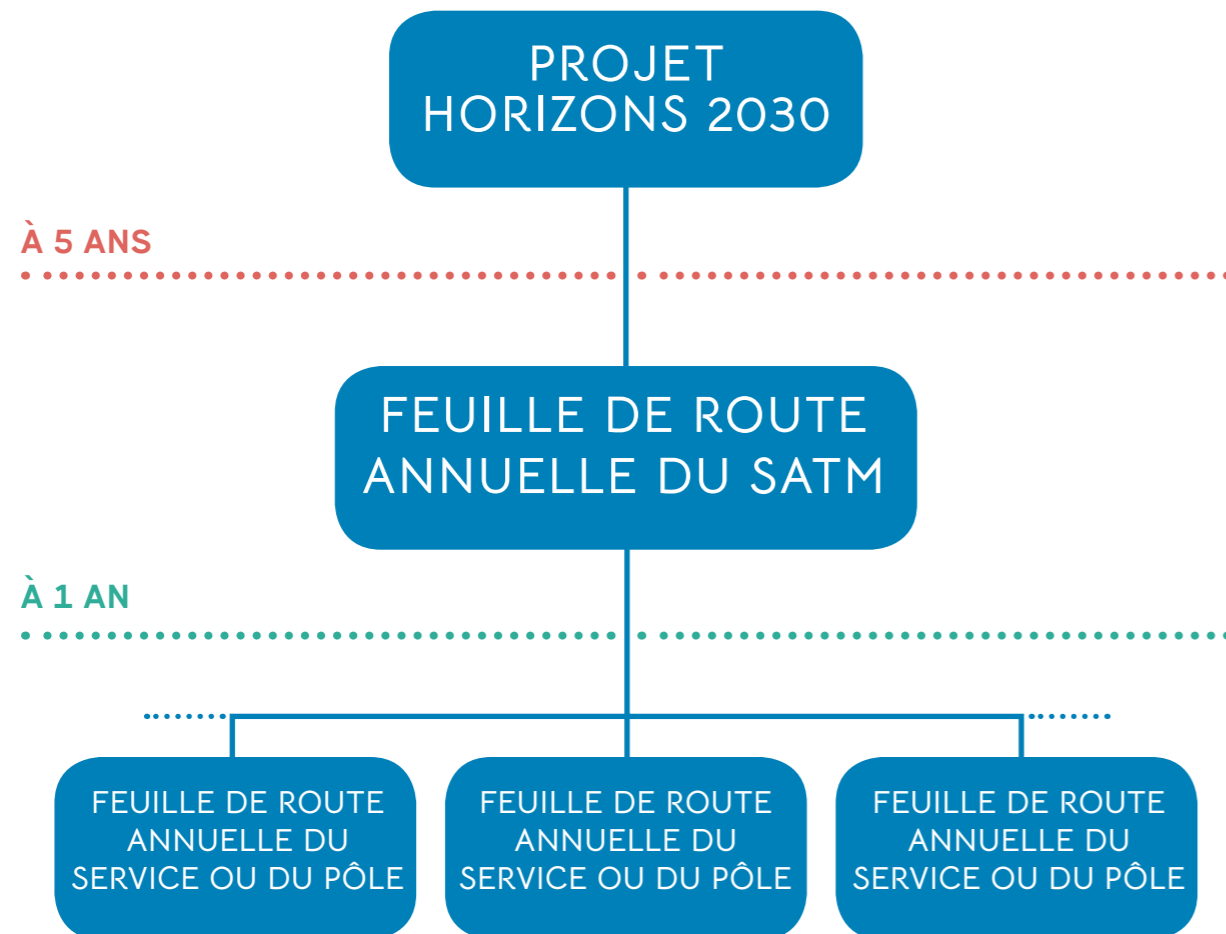 PROJET
HORIZONS 2030
À 5 ANS
FEUILLE DE ROUTE
ANNUELLE DU SATM
À 1 AN
FEUILLE DE ROUTE
ANNUELLE DU
SERVICE OU DU PÔLE
FEUILLE DE ROUTE
ANNUELLE DU
SERVICE OU DU PÔLE
FEUILLE DE ROUTE
ANNUELLE DU
SERVICE OU DU PÔLE